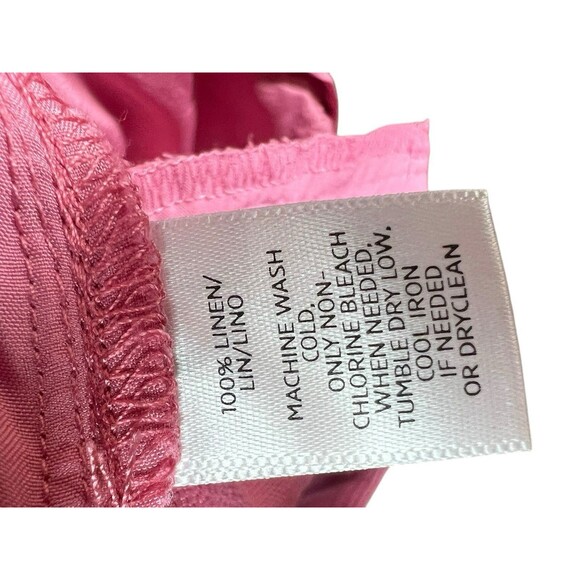 100% LINEN/
LIN/LINO
MACHINE WASH
COLD.
ONLY NON-
CHLORINE BLEACH
WHEN NEEDED.
TUMBLE DRY LOW.
COOL IRON
IF NEEDED
OR DRYCLEAN